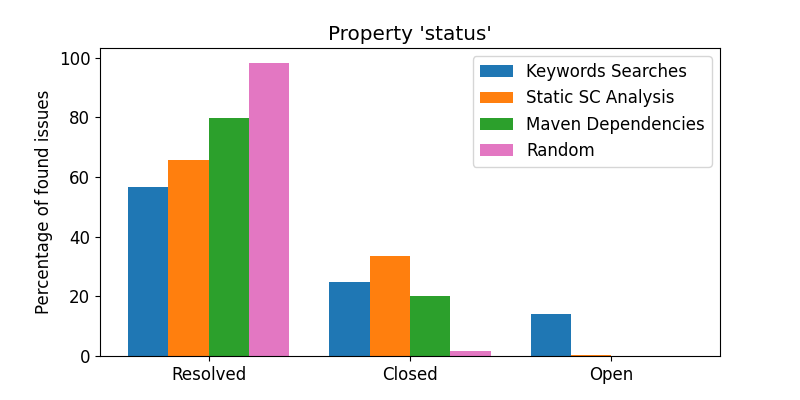 Property 'status'
Percentage of found issues
100
80
60
40
20
0
Keywords Searches
Static SC Analysis
Maven Dependencies
Random
Resolved
Closed
Open